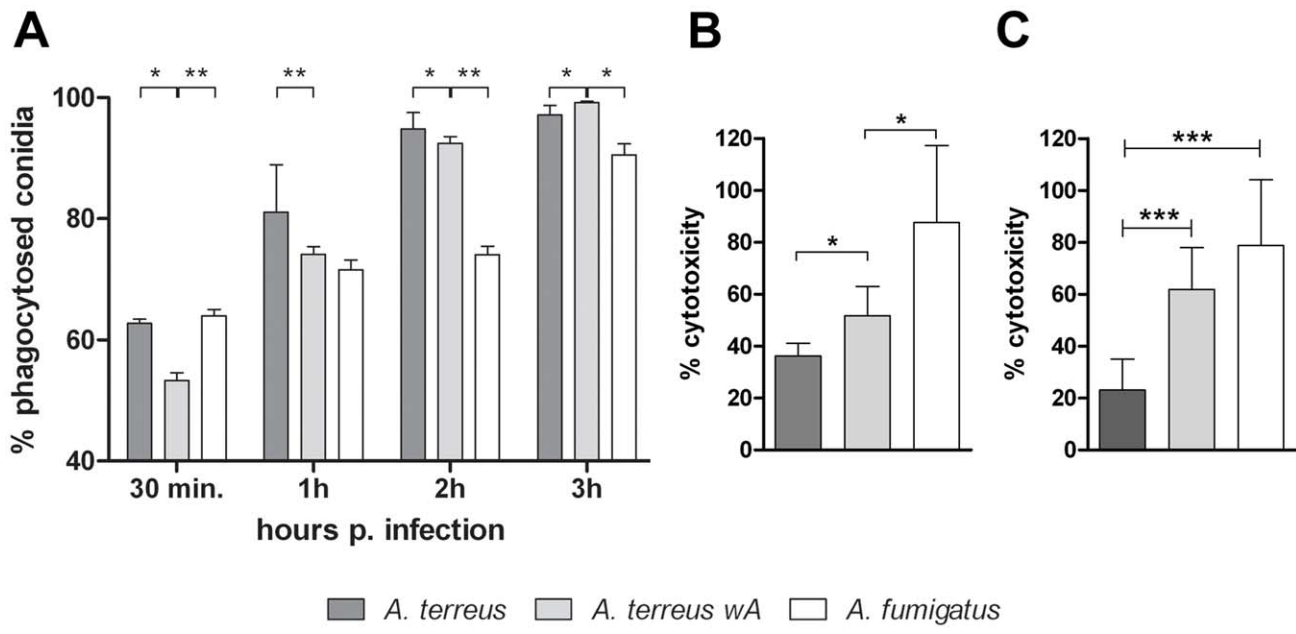 A
* ** ** * ** * *
100
80
60
40
% phagocytosed conidia
30 min. 1h 2h 3h
hours p. infection
B
*
*
120
100
80
60
40
20
0
% cytotoxicity
C
***
***
120
100
80
60
40
20
0
% cytotoxicity
A. terreus A. terreus wA A. fumigatus